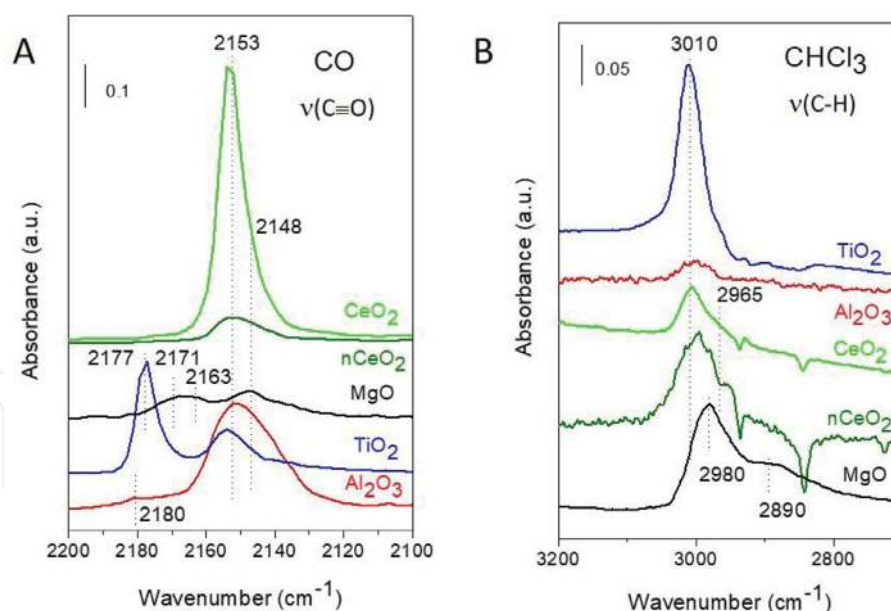 A
CO
ν(C≡O)
0.1
2153
2148
CeO2
nCeO2
2177
2171
2163
MgO
TiO2
Al2O3
2180
Absorbance (a.u.)
2200
2160
2140
2120
2100
Wavenumber (cm-1)
B
CHCl3
ν(C-H)
0.05
3010
TiO2
2965
Al2O3
CeO2
nCeO2
2980
MgO
2890
Absorbance (a.u.)
3200
3000
2800
Wavenumber (cm-1)